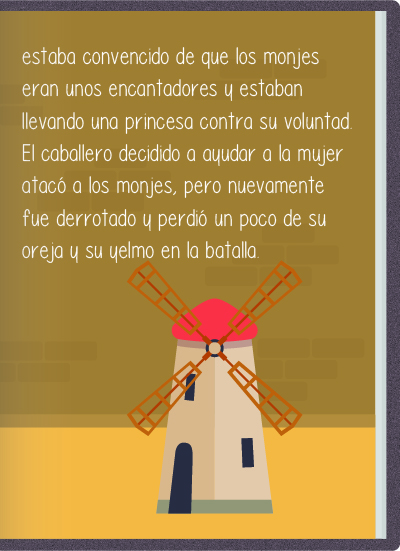 estaba convencido de que los monjes
eran unos encantadores y estaban
llevando una princesa contra su voluntad.
El caballero decidido a ayudar a la mujer
atacó a los monjes, pero nuevamente
fue derrotado y perdió un poco de su
oreja y su yelmo en la batalla.